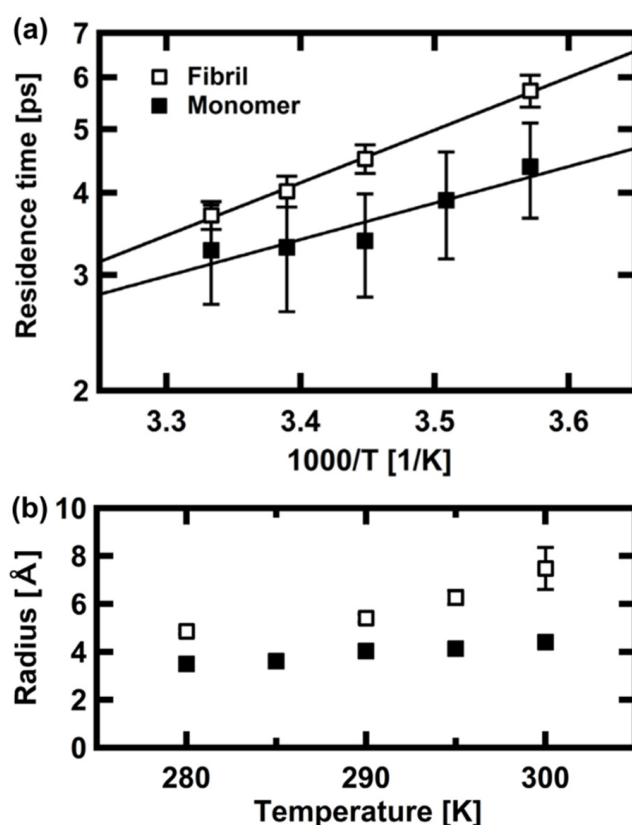 (a)
7
6
5
4
3
2
Residence time [ps]
Fibril
Monomer
3.3 3.4 3.5 3.6
1000/T [1/K]
(b)
10
8
6
4
2
0
Radius [Å]
280 290 300
Temperature [K]